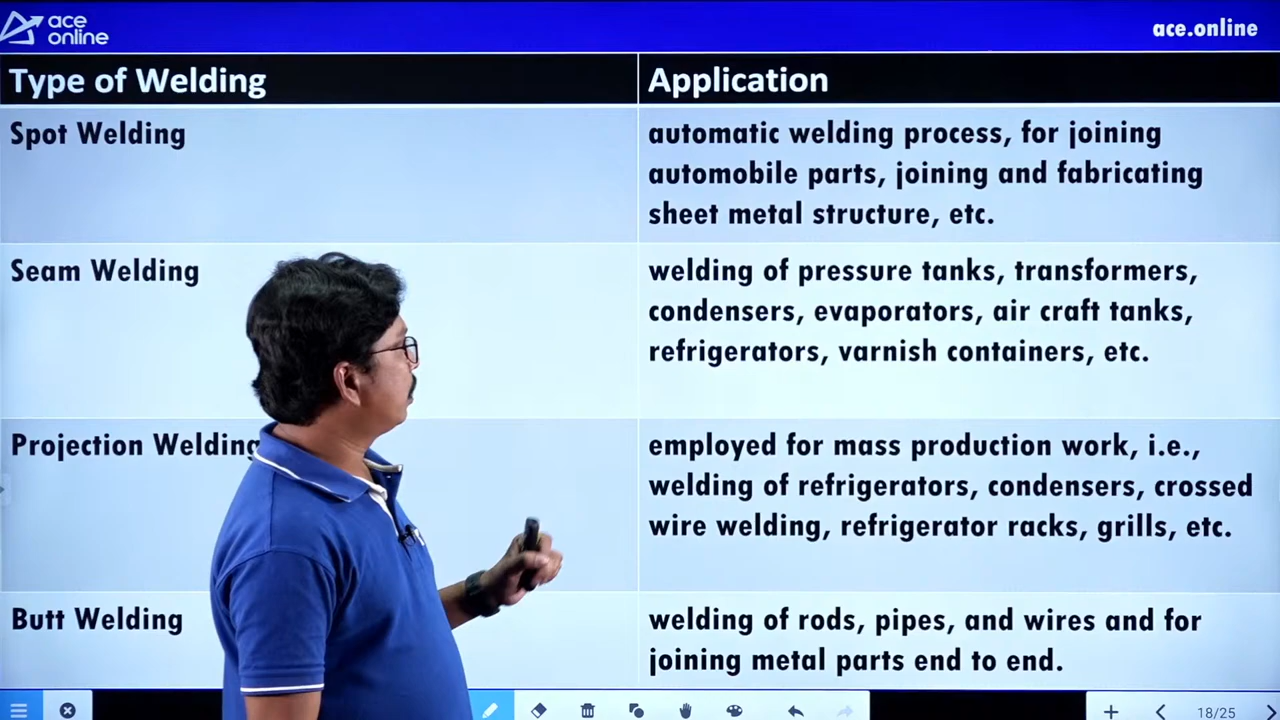 ace
online
ace.online
Type of Welding
Application
Spot Welding
automatic welding process, for joining
automobile parts, joining and fabricating
sheet metal structure, etc.
Seam Welding
welding of pressure tanks, transformers,
condensers, evaporators, air craft tanks,
refrigerators, varnish containers, etc.
Projection Welding
employed for mass production work, i.e.,
welding of refrigerators, condensers, crossed
wire welding, refrigerator racks, grills, etc.
Butt Welding
welding of rods, pipes, and wires and for
joining metal parts end to end.
18/25